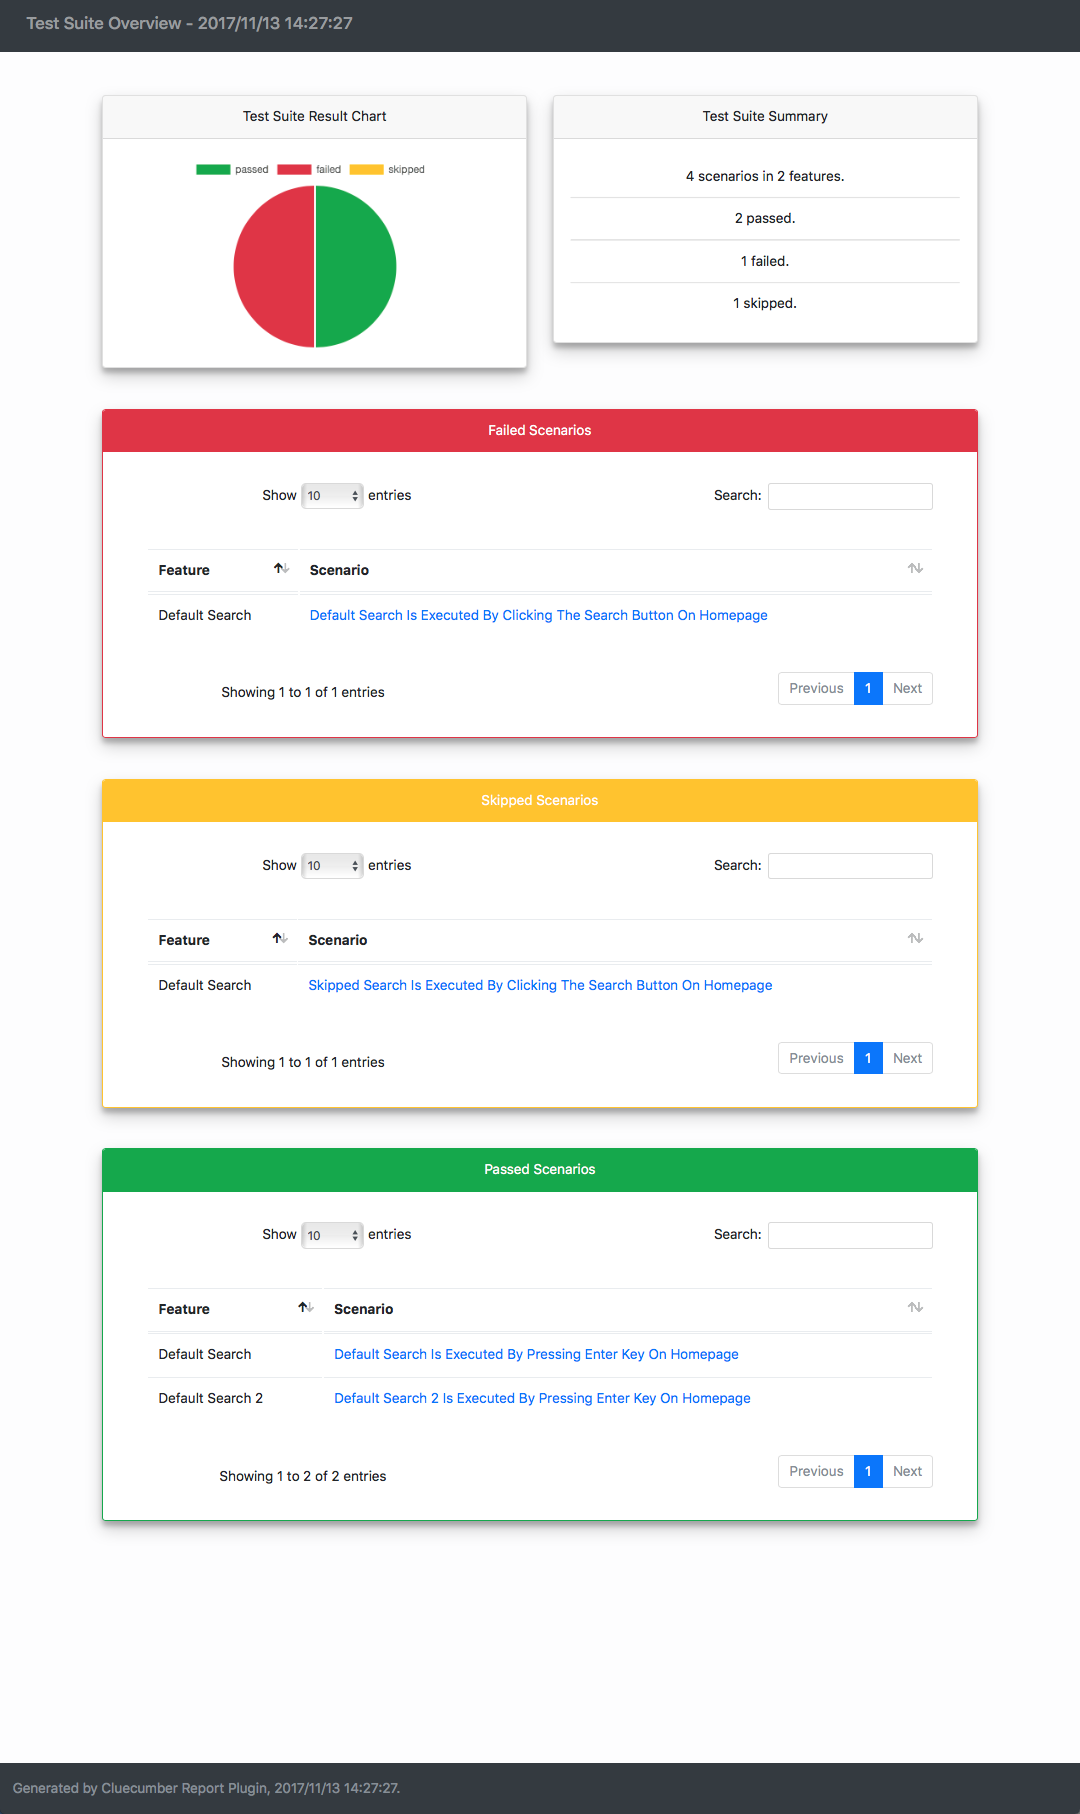 Test Suite Overview - 2017/11/13 14:27:27
Test Suite Result Chart
passed failed skipped
Test Suite Summary
4 scenarios in 2 features.
2 passed.
1 failed.
1 skipped.
Failed Scenarios
Show 10 entries Search:
Feature Scenario
Default Search Default Search Is Executed By Clicking The Search Button On Homepage
Showing 1 to 1 of 1 entries Previous 1 Next
Skipped Scenarios
Show 10 entries Search:
Feature Scenario
Default Search Skipped Search Is Executed By Clicking The Search Button On Homepage
Showing 1 to 1 of 1 entries Previous 1 Next
Passed Scenarios
Show 10 entries Search:
Feature Scenario
Default Search Default Search Is Executed By Pressing Enter Key On Homepage
Default Search 2 Default Search 2 Is Executed By Pressing Enter Key On Homepage
Showing 1 to 2 of 2 entries Previous 1 Next
Generated by Cluecumber Report Plugin, 2017/11/13 14:27:27.